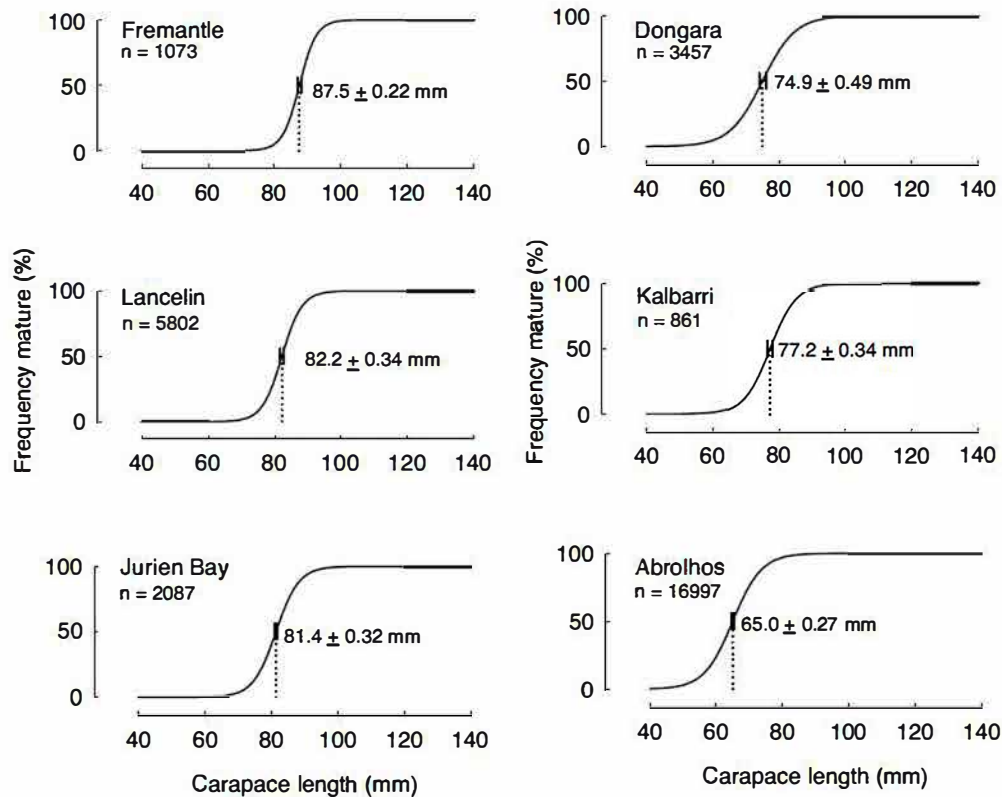 Fremantle
n = 1073
100
50
0
87.5 ± 0.22 mm
40 60 80 100 120 140
Dongara
n = 3457
100
50
0
74.9 ± 0.49 mm
40 60 80 100 120 140
Frequency mature (%)
Lancelin
n = 5802
100
50
0
82.2 ± 0.34 mm
40 60 80 100 120 140
Frequency mature (%)
Kalbarri
n = 861
100
50
0
77.2 ± 0.34 mm
40 60 80 100 120 140
Jurien Bay
n = 2087
100
50
0
81.4 ± 0.32 mm
40 60 80 100 120 140
Carapace length (mm)
Abrolhos
n = 16997
100
50
0
65.0 ± 0.27 mm
40 60 80 100 120 140
Carapace length (mm)